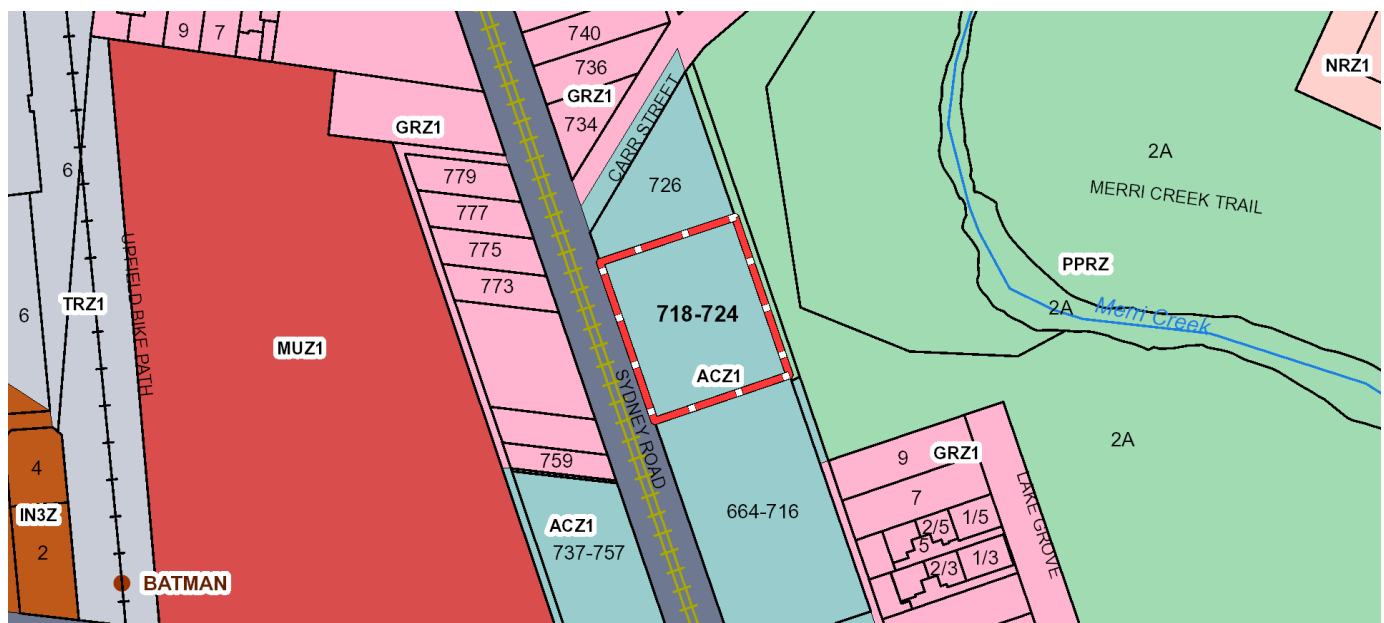 9
7
740
736
GRZ1
734
CARR STREET
GRZ1
779
777
775
773
726
NRZ1
2A
MERRI CREEK TRAIL
PPRZ
2A
Merri Creek
6
6
TRZ1
UPFIELD BIKE PATH
MUZ1
718-724
ACZ1
SYDNEY ROAD
759
2A
9
GRZ1
7
LAKE GROVE
1/5
2/5
5
1/3
2/3
664-716
ACZ1
737-757
4
IN3Z
2
BATMAN